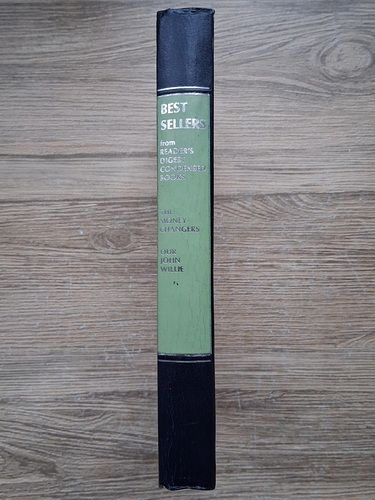 BEST
SELLERS
from
READER'S
DIGEST
CONDENSED
BOOKS
THE
MONEY
CHANGERS
OUR
JOHN
WILLIE